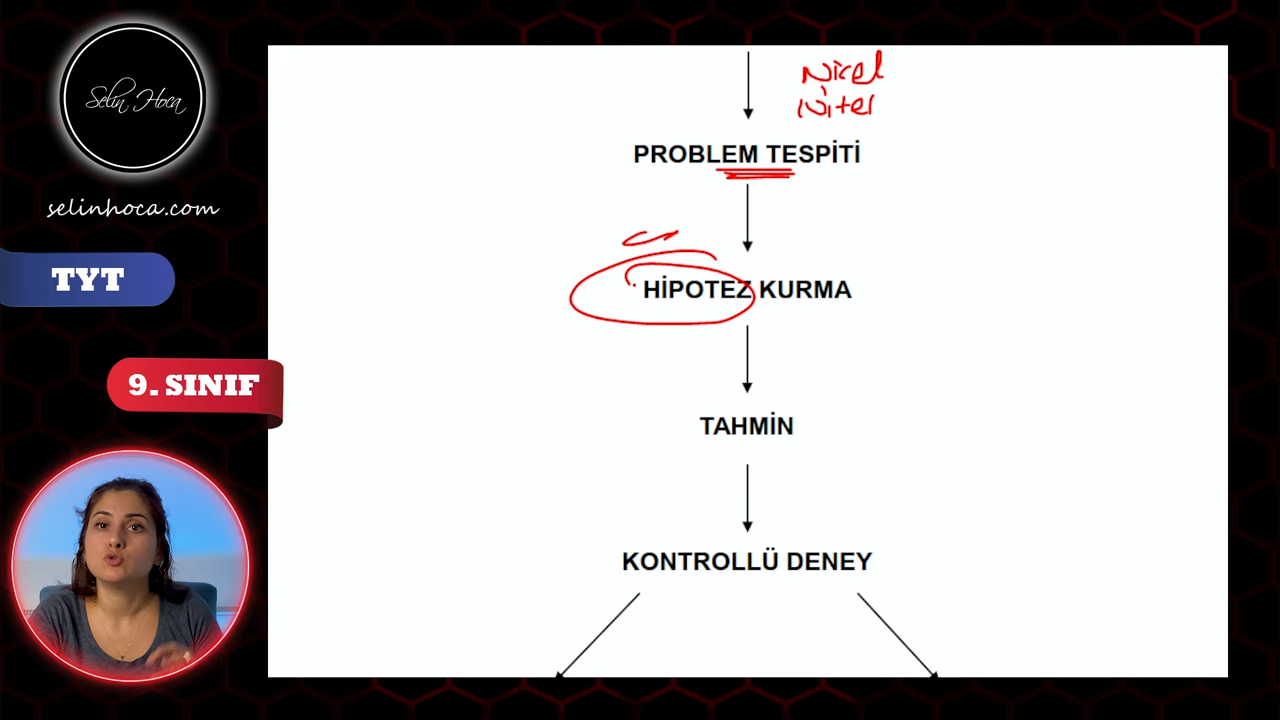 Selin Hoca
selinhoca.com
TYT
9. SINIF
Nicel
Nitel
PROBLEM TESPİTİ
HİPOTEZ KURMA
TAHMİN
KONTROLLÜ DENEY